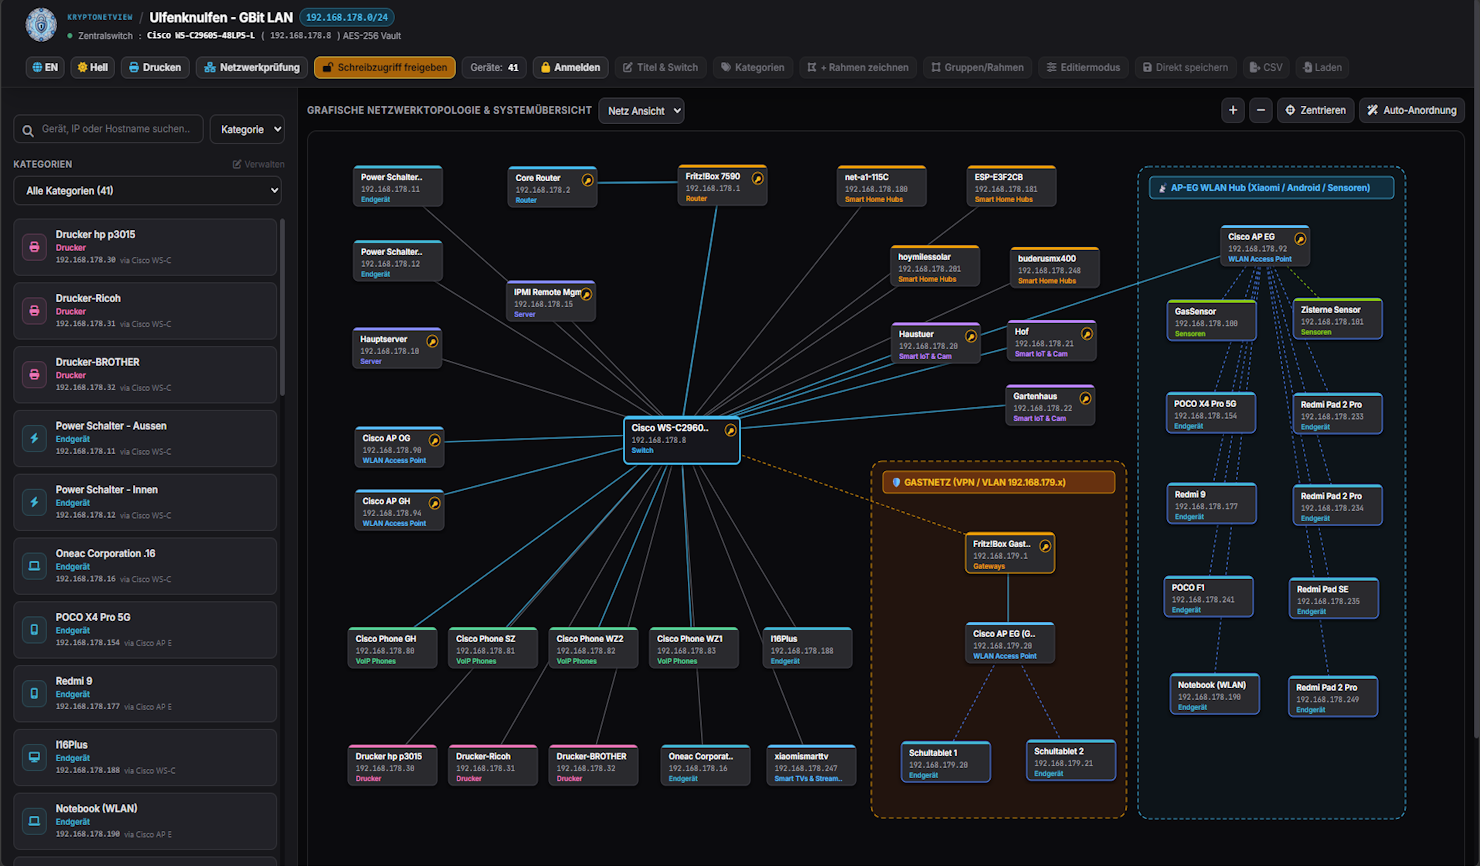 KRYPTONETVIEW / Ulfenknulfen - GBit LAN 192.168.178.0/24
Zentralswitch : Cisco WS-C2960S-48LPS-L ( 192.168.178.8 ) AES-256 Vault
EN Hell Drucken Netzwerkprüfung Schreibzugriff freigeben Geräte: 41 Anmelden Titel & Switch Kategorien + Rahmen zeichnen Gruppen/Rahmen Editiermodus Direkt speichern CSV Laden
Gerät, IP oder Hostname suchen.. Kategorie
KATEGORIEN Verwalten
Alle Kategorien (41)
Drucker hp p3015
Drucker
192.168.178.30 via Cisco WS-C
Drucker-Ricoh
Drucker
192.168.178.31 via Cisco WS-C
Drucker-BROTHER
Drucker
192.168.178.32 via Cisco WS-C
Power Schalter - Aussen
Endgerät
192.168.178.11 via Cisco WS-C
Power Schalter - Innen
Endgerät
192.168.178.12 via Cisco WS-C
Oneac Corporation .16
Endgerät
192.168.178.16 via Cisco WS-C
POCO X4 Pro 5G
Endgerät
192.168.178.154 via Cisco AP E
Redmi 9
Endgerät
192.168.178.177 via Cisco AP E
I16Plus
Endgerät
192.168.178.188 via Cisco WS-C
Notebook (WLAN)
Endgerät
192.168.178.190 via Cisco AP E
GRAFISCHE NETZWERKTOPOLOGIE & SYSTEMÜBERSICHT Netz Ansicht + − Zentrieren Auto-Anordnung
Power Schalter..
192.168.178.11
Endgerät
Core Router
192.168.178.2
Router
Fritz!Box 7590
192.168.178.1
Router
net-a1-115C
192.168.178.180
Smart Home Hubs
ESP-E3F2CB
192.168.178.181
Smart Home Hubs
Power Schalter..
192.168.178.12
Endgerät
IPMI Remote Mgm
192.168.178.15
Server
hoymilessolar
192.168.178.201
Smart Home Hubs
buderusmx400
192.168.178.248
Smart Home Hubs
Hauptserver
192.168.178.10
Server
Haustuer
192.168.178.20
Smart IoT & Cam
Hof
192.168.178.21
Smart IoT & Cam
Gartenhaus
192.168.178.22
Smart IoT & Cam
Cisco AP OG
192.168.178.90
WLAN Access Point
Cisco WS-C2960..
192.168.178.8
Switch
Cisco AP GH
192.168.178.94
WLAN Access Point
Cisco Phone GH
192.168.178.80
VoIP Phones
Cisco Phone SZ
192.168.178.81
VoIP Phones
Cisco Phone WZ2
192.168.178.82
VoIP Phones
Cisco Phone WZ1
192.168.178.83
VoIP Phones
I16Plus
192.168.178.188
Endgerät
Drucker hp p3015
192.168.178.30
Drucker
Drucker-Ricoh
192.168.178.31
Drucker
Drucker-BROTHER
192.168.178.32
Drucker
Oneac Corporat..
192.168.178.16
Endgerät
xiaomismarttv
192.168.178.247
Smart TVs & Stream..
GASTNETZ (VPN / VLAN 192.168.179.x)
Fritz!Box Gast..
192.168.179.1
Gateways
Cisco AP EG (G..
192.168.179.20
WLAN Access Point
Schultablet 1
192.168.179.20
Endgerät
Schultablet 2
192.168.179.21
Endgerät
AP-EG WLAN Hub (Xiaomi / Android / Sensoren)
Cisco AP EG
192.168.178.92
WLAN Access Point
GasSensor
192.168.178.100
Sensoren
Zisterne Sensor
192.168.178.101
Sensoren
POCO X4 Pro 5G
192.168.178.154
Endgerät
Redmi Pad 2 Pro
192.168.178.233
Endgerät
Redmi 9
192.168.178.177
Endgerät
Redmi Pad 2 Pro
192.168.178.234
Endgerät
POCO F1
192.168.178.241
Endgerät
Redmi Pad SE
192.168.178.235
Endgerät
Notebook (WLAN)
192.168.178.190
Endgerät
Redmi Pad 2 Pro
192.168.178.249
Endgerät